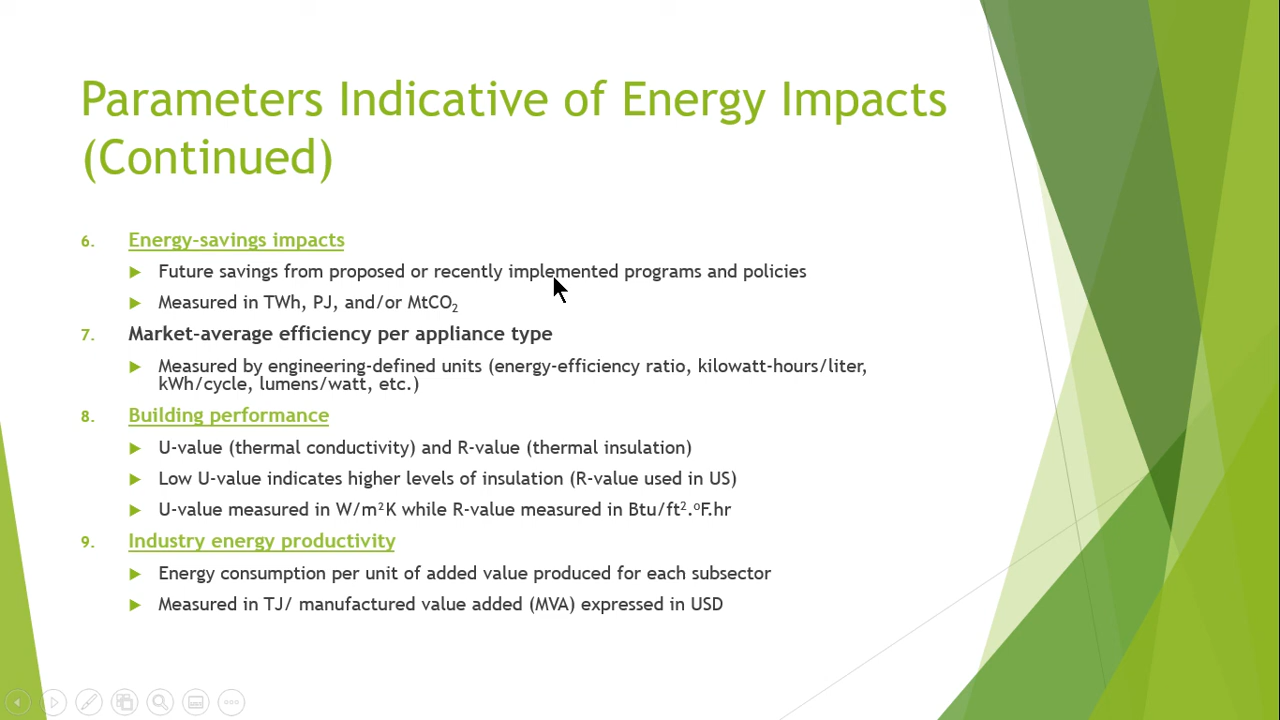 Parameters Indicative of Energy Impacts
(Continued)
6. Energy-savings impacts
Future savings from proposed or recently implemented programs and policies
Measured in TWh, PJ, and/or MtCO₂
7. Market-average efficiency per appliance type
Measured by engineering-defined units (energy-efficiency ratio, kilowatt-hours/liter,
kWh/cycle, lumens/watt, etc.)
8. Building performance
U-value (thermal conductivity) and R-value (thermal insulation)
Low U-value indicates higher levels of insulation (R-value used in US)
U-value measured in W/m²K while R-value measured in Btu/ft².ºF.hr
9. Industry energy productivity
Energy consumption per unit of added value produced for each subsector
Measured in TJ/ manufactured value added (MVA) expressed in USD